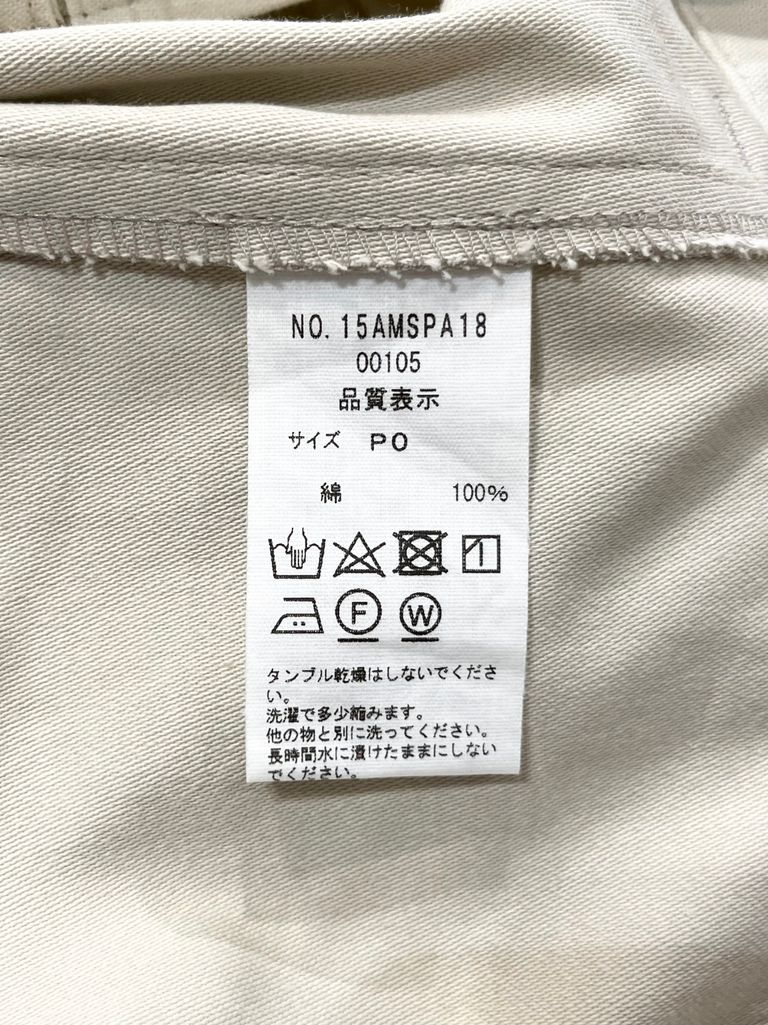 NO. 15AMSPA18
00105
品質表示
サイズ PO
綿 100%
F W
タンブル乾燥はしないでくださ
い。
洗濯で多少縮みます。
他の物と別に洗ってください。
長時間水に漬けたままにしない
でください。